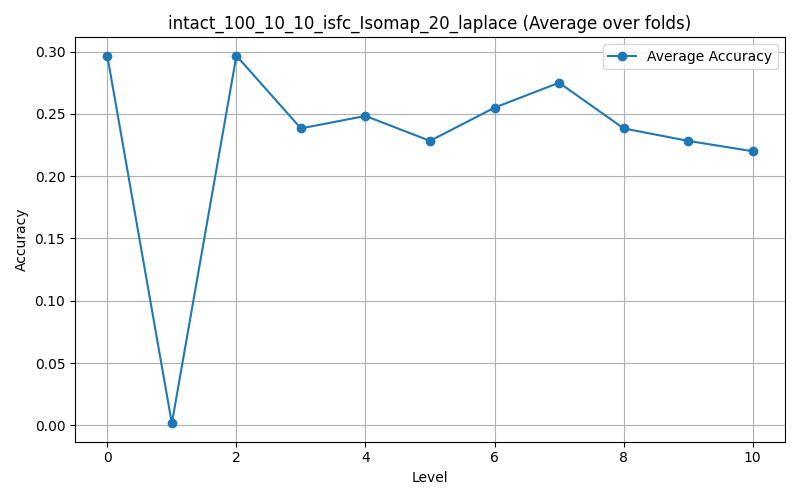 intact_100_10_10_isfc_Isomap_20_laplace (Average over folds)
Average Accuracy
0.30
0.25
0.20
0.15
0.10
0.05
0.00
Accuracy
0 2 4 6 8 10
Level